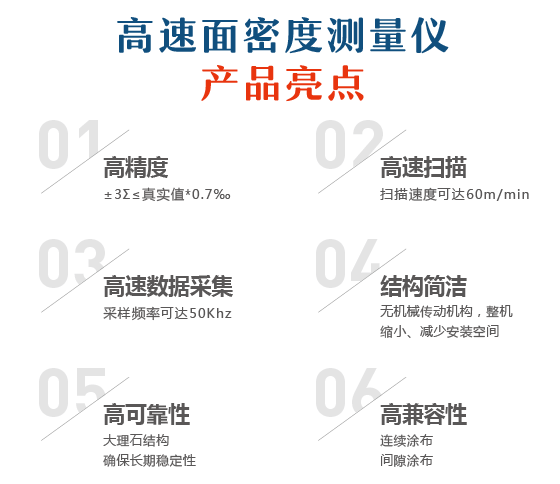 高速面密度测量仪
产品亮点
01
高精度
±3Σ≤真实值*0.7‰
02
高速扫描
扫描速度可达60m/min
03
高速数据采集
采样频率可达50Khz
04
结构简洁
无机械传动机构，整机
缩小、减少安装空间
05
高可靠性
大理石结构
确保长期稳定性
06
高兼容性
连续涂布
间隙涂布